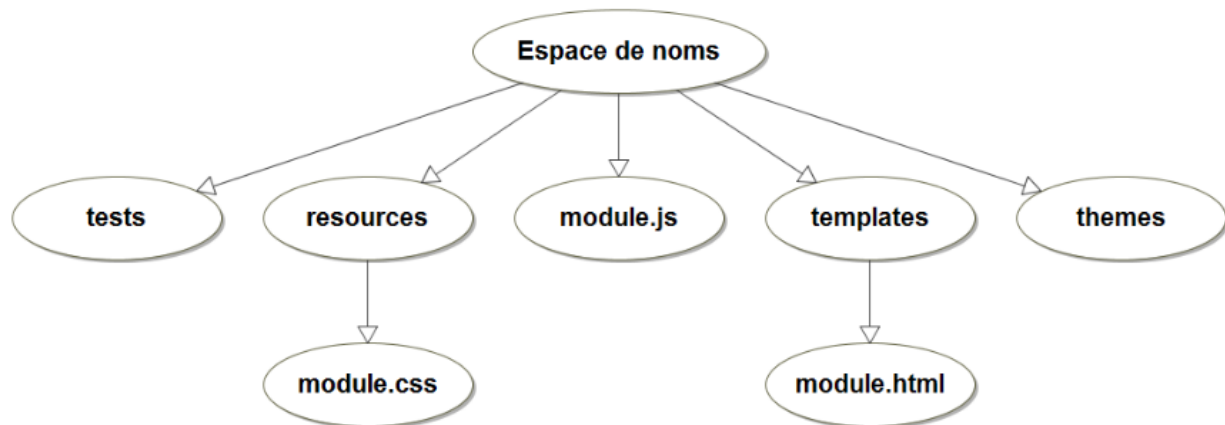 Espace de noms
tests
resources
module.js
templates
themes
module.css
module.html